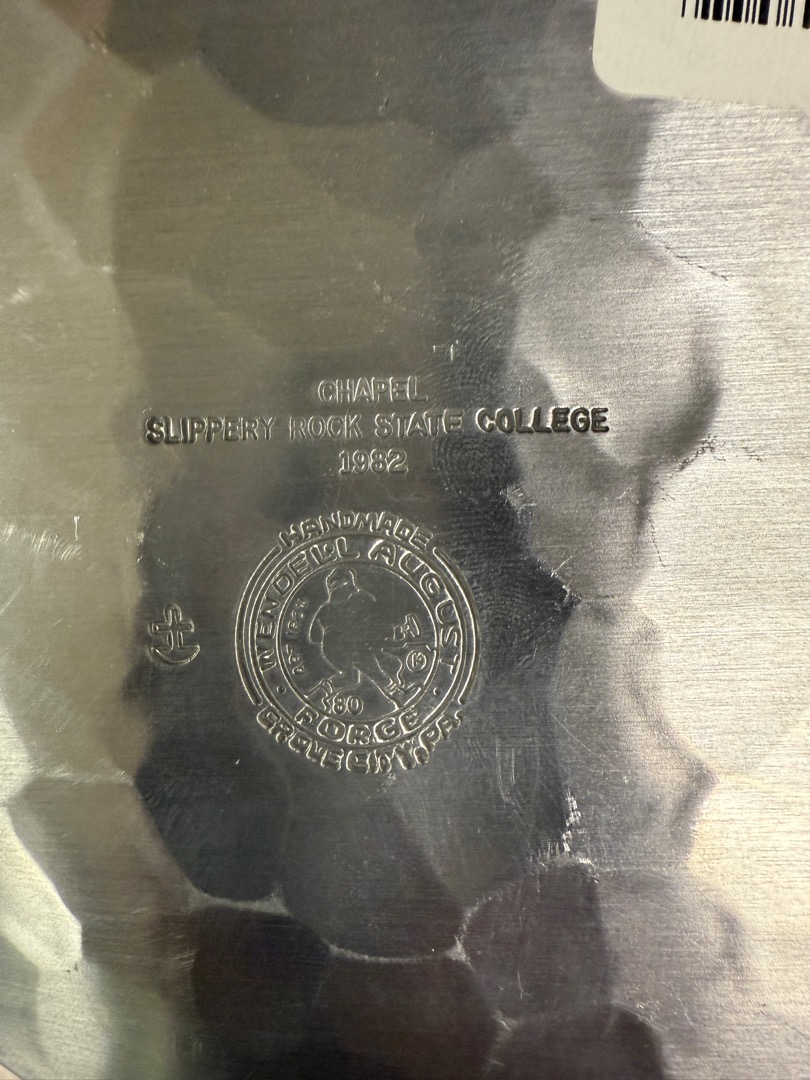 CHAPEL
SLIPPERY ROCK STATE COLLEGE
1982
HANDMADE
WENDELL AUGUST
FORGE
GROVE CITY, PA.